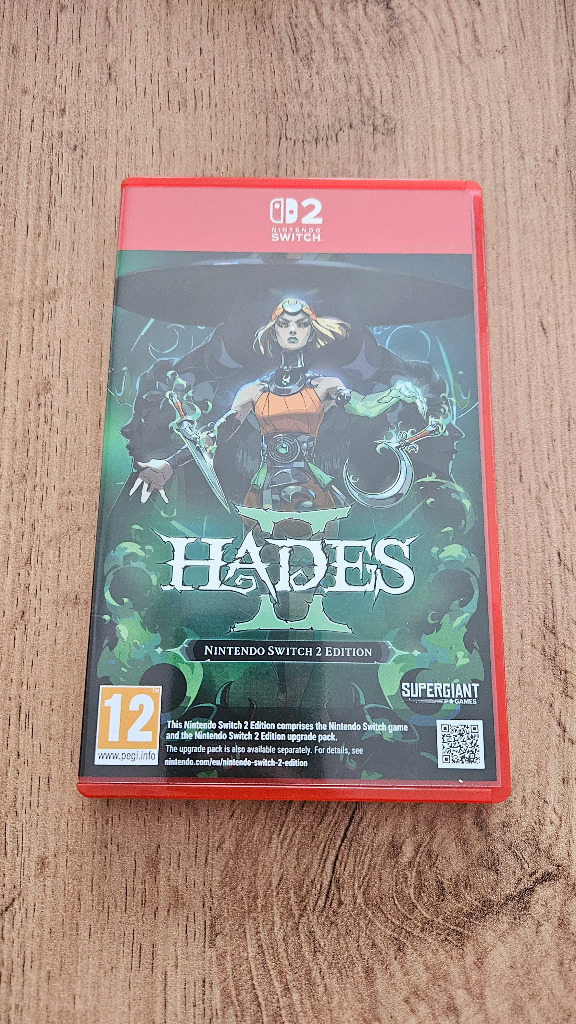 2
NINTENDO
SWITCH
II
HADES
NINTENDO SWITCH 2 EDITION
SUPERGIANT
GAMES
12
www.pegi.info
This Nintendo Switch 2 Edition comprises the Nintendo Switch game
and the Nintendo Switch 2 Edition upgrade pack.
The upgrade pack is also available separately. For details, see
nintendo.com/eu/nintendo-switch-2-edition